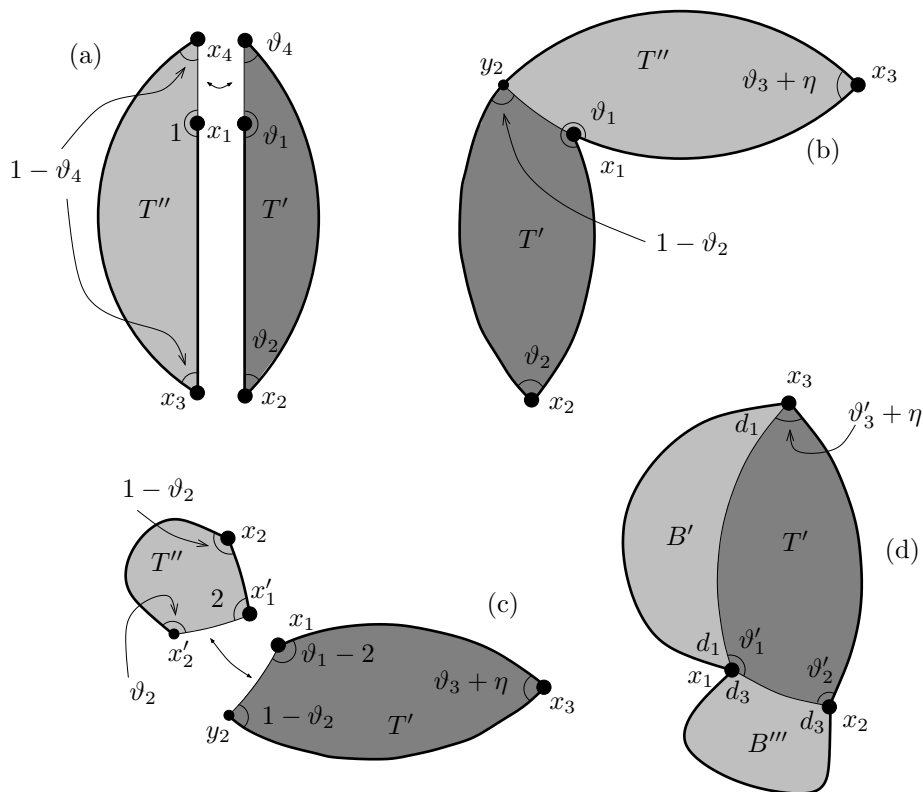 (a)
x₄
ϑ₄
1
x₁
ϑ₁
1 − ϑ₄
T″
T′
ϑ₂
x₃
x₂
y₂
T″
ϑ₃ + η
x₃
ϑ₁
x₁
(b)
T′
1 − ϑ₂
ϑ₂
x₂
1 − ϑ₂
x₂
T″
2
x′₁
x′₂
ϑ₂
(c)
x₁
ϑ₁ − 2
ϑ₃ + η
x₃
y₂
1 − ϑ₂
T′
x₃
d₁
ϑ′₃ + η
B′
T′
(d)
d₁
ϑ′₁
x₁
d₃
ϑ′₂
d₃
x₂
B‴